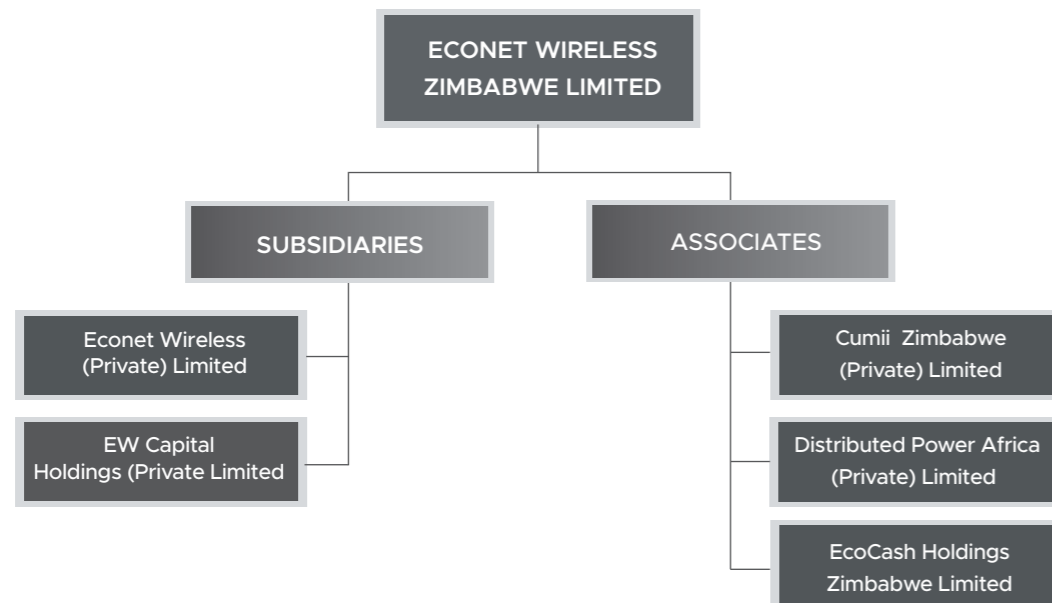 ECONET WIRELESS
ZIMBABWE LIMITED
SUBSIDIARIES
ASSOCIATES
Econet Wireless
(Private) Limited
EW Capital
Holdings (Private Limited
Cumii Zimbabwe
(Private) Limited
Distributed Power Africa
(Private) Limited
EcoCash Holdings
Zimbabwe Limited